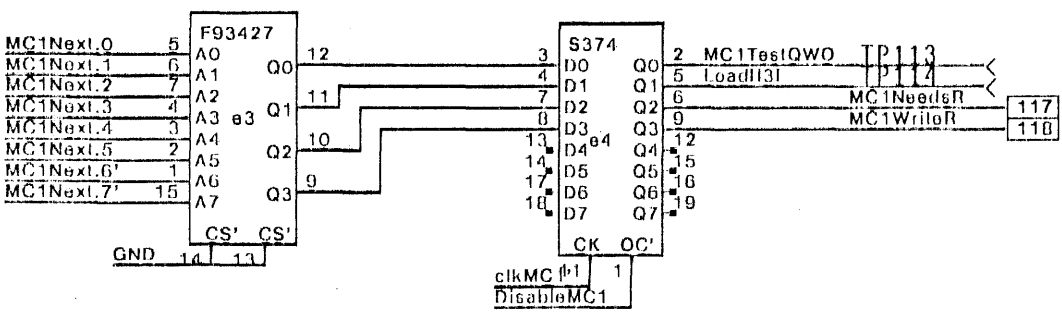 F93427
MC1Next.0 5 A0
MC1Next.1 6 A1
MC1Next.2 7 A2
MC1Next.3 4 A3
MC1Next.4 3 A4
MC1Next.5 2 A5
MC1Next.6' 1 A6
MC1Next.7' 15 A7
e3
Q0 12
Q1 11
Q2 10
Q3 9
CS' CS'
GND 14 13
S374
3 D0
4 D1
7 D2
8 D3
13 D4
14 D5
17 D6
18 D7
e4
Q0 2 MC1TestQWO TP113
Q1 5
Q2 6 MC1NeedsR 117
Q3 9 MC1WriteR 118
Q4 12
Q5 15
Q6 16
Q7 19
CK OC'
clkMC 1
DisableMC1